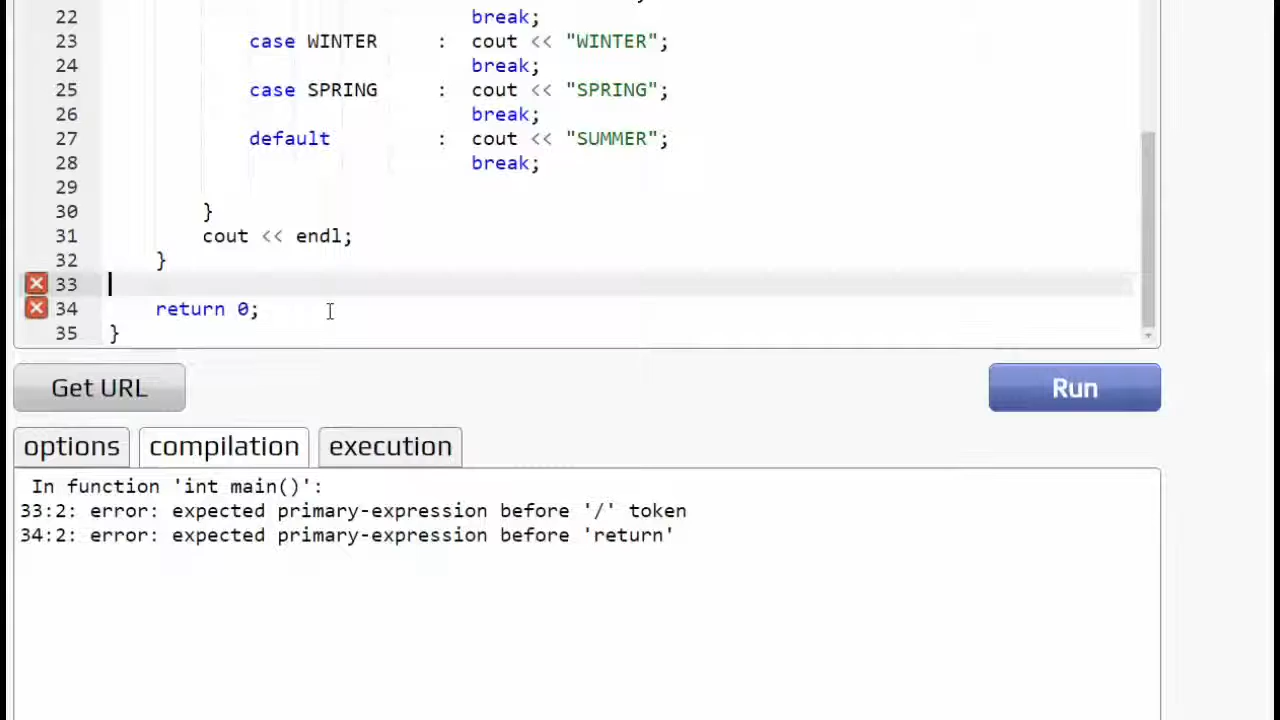 22 break;
23 case WINTER : cout << "WINTER";
24 break;
25 case SPRING : cout << "SPRING";
26 break;
27 default : cout << "SUMMER";
28 break;
29
30 }
31 cout << endl;
32 }
33
34 return 0;
35 }
Get URL Run
options compilation execution
In function 'int main()':
33:2: error: expected primary-expression before '/' token
34:2: error: expected primary-expression before 'return'